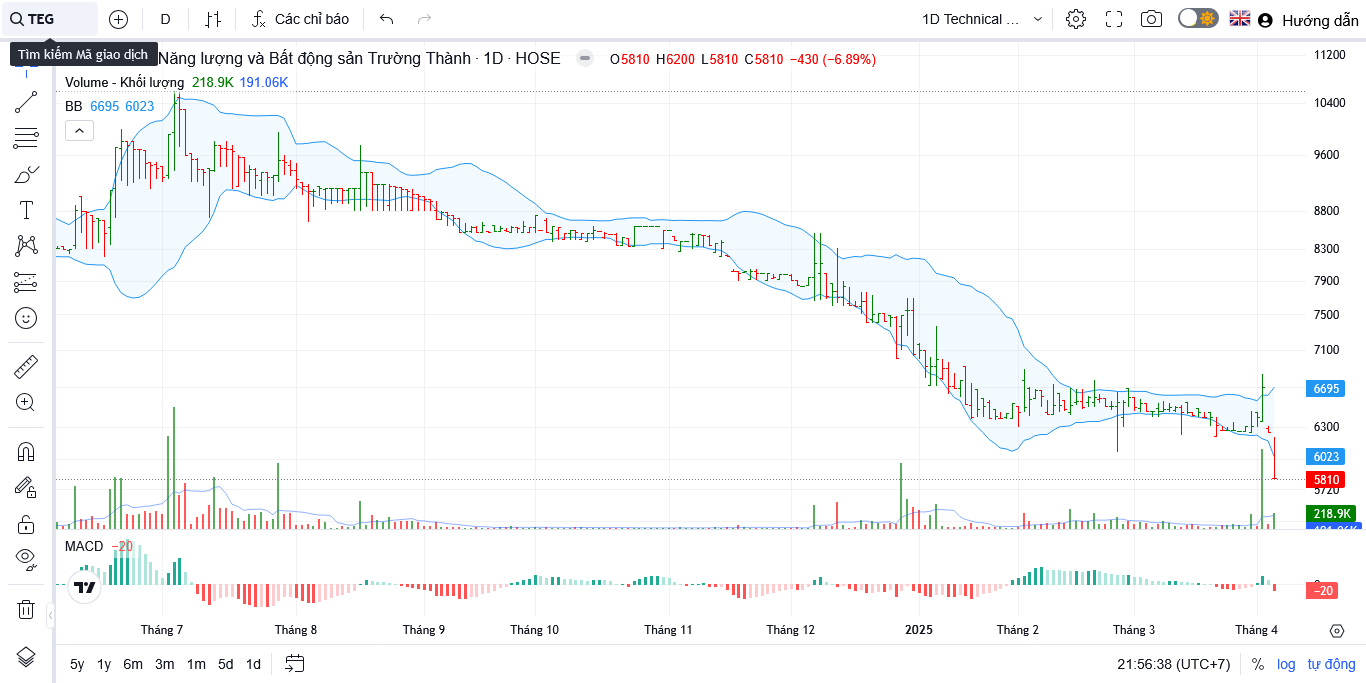 TEG D Các chỉ báo 1D Technical ... Hướng dẫn
Tìm kiếm Mã giao dịch
Năng lượng và Bất động sản Trường Thành · 1D · HOSE O5810 H6200 L5810 C5810 −430 (−6.89%)
Volume - Khối lượng 218.9K 191.06K
BB 6695 6023
11200
10400
9600
8800
8300
7900
7500
7100
6695
6300
6023
5810
5720
218.9K
MACD −20
−20
Tháng 7 Tháng 8 Tháng 9 Tháng 10 Tháng 11 Tháng 12 2025 Tháng 2 Tháng 3 Tháng 4
5y 1y 6m 3m 1m 5d 1d 21:56:38 (UTC+7) % log tự động